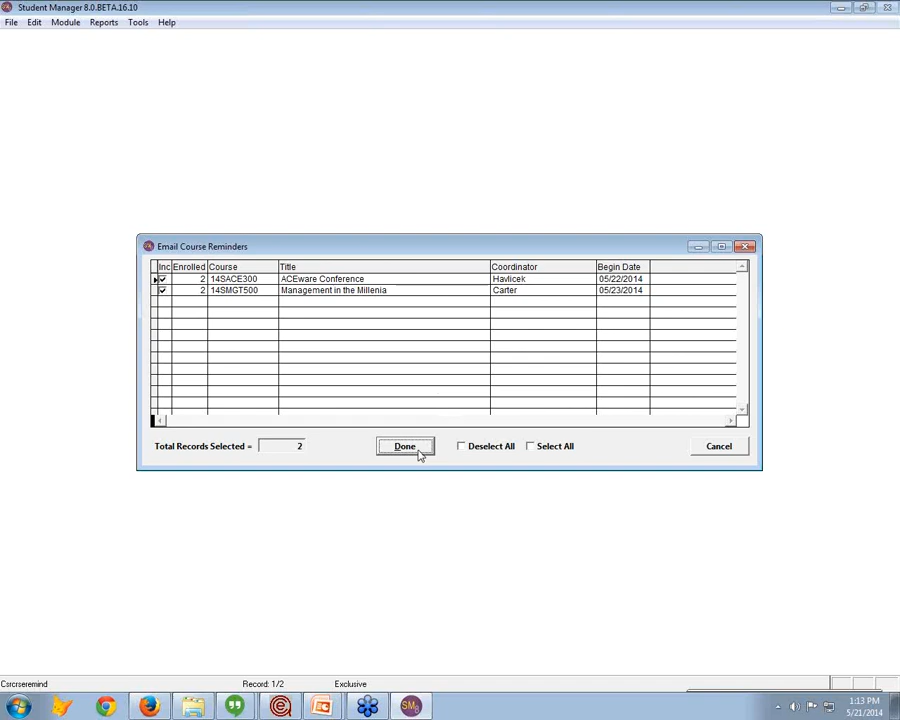 Student Manager 8.0.BETA.16.10
File Edit Module Reports Tools Help
Email Course Reminders
Inc Enrolled Course Title Coordinator Begin Date
2 14SACE300 ACEware Conference Havlicek 05/22/2014
2 14SMGT500 Management in the Millenia Carter 05/23/2014
Total Records Selected = 2 Done Deselect All Select All Cancel
Csrcrseremind Record: 1/2 Exclusive
SM8
1:13 PM
5/21/2014